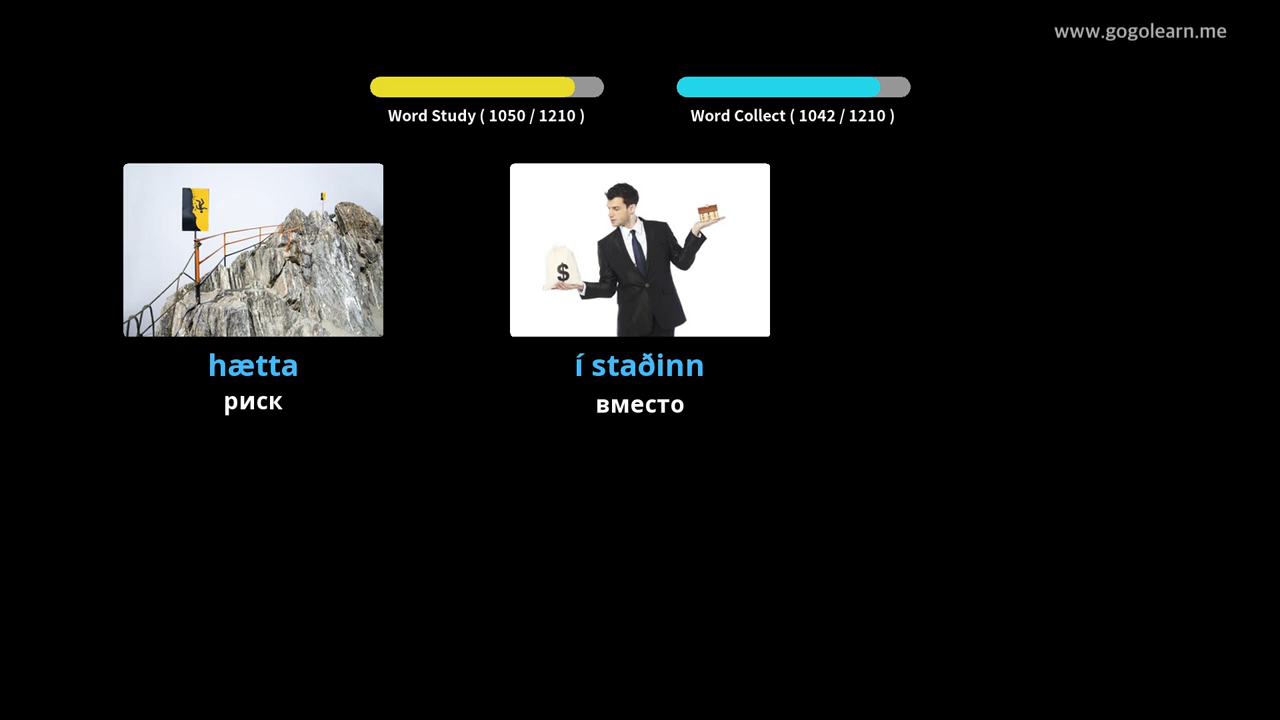 www.gogolearn.me
Word Study ( 1050 / 1210 )
Word Collect ( 1042 / 1210 )
$
hætta
риск
í staðinn
вместо